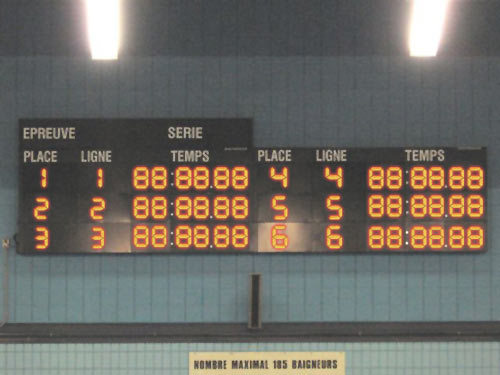 EPREUVE SERIE
PLACE LIGNE TEMPS PLACE LIGNE TEMPS
1 1 88:88.88 4 4 88:88.88
2 2 88:88.88 5 5 88:88.88
3 3 88:88.88 6 6 88:88.88
NOMBRE MAXIMAL 185 BAIGNEURS